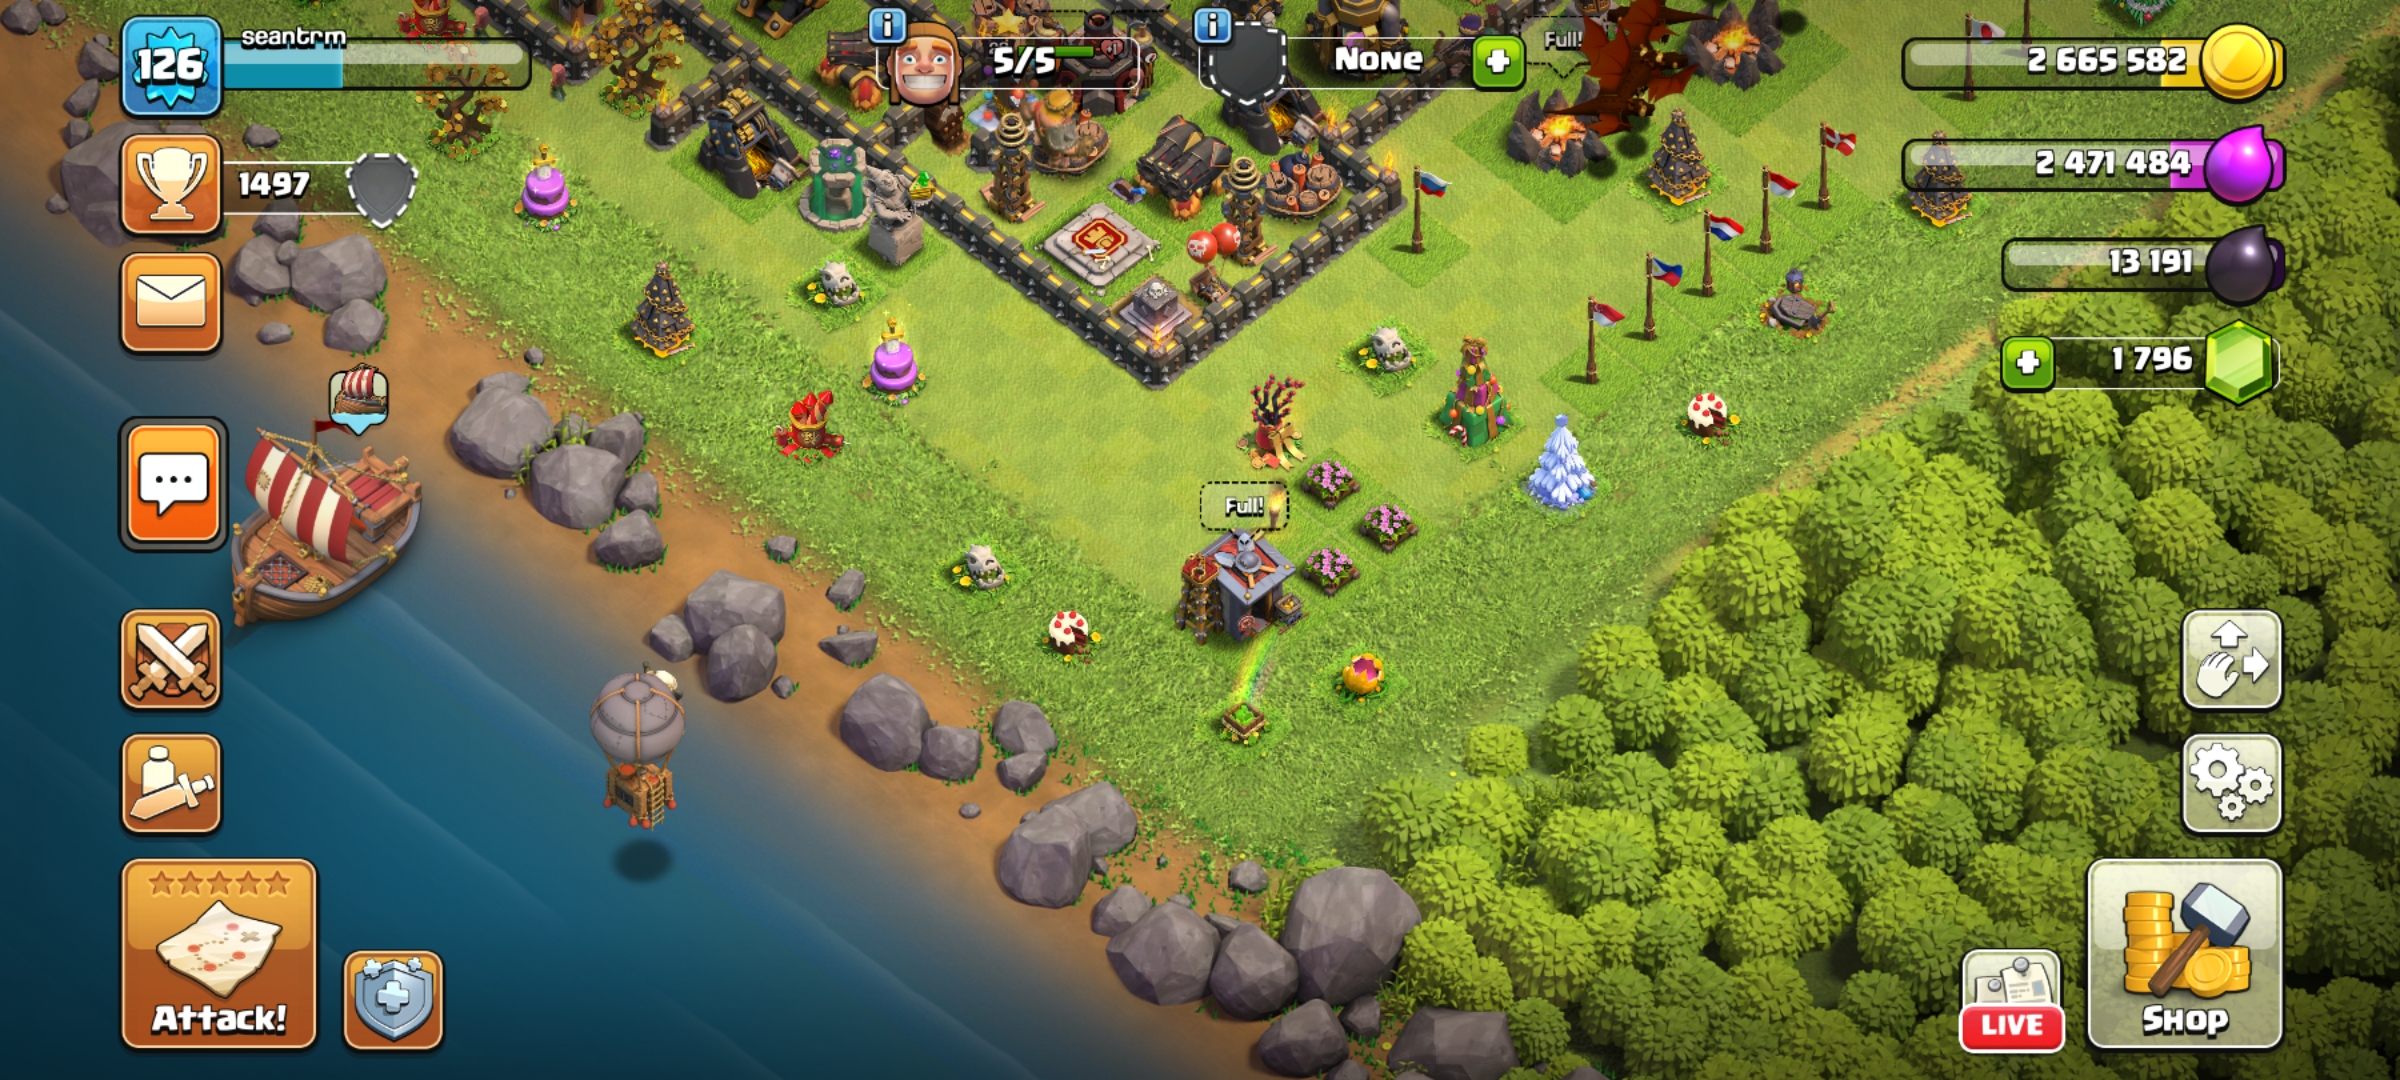 seantrm
126
5/5
None
Full!
2 665 582
1497
2 471 484
13 191
1 796
Full!
Attack!
LIVE
Shop